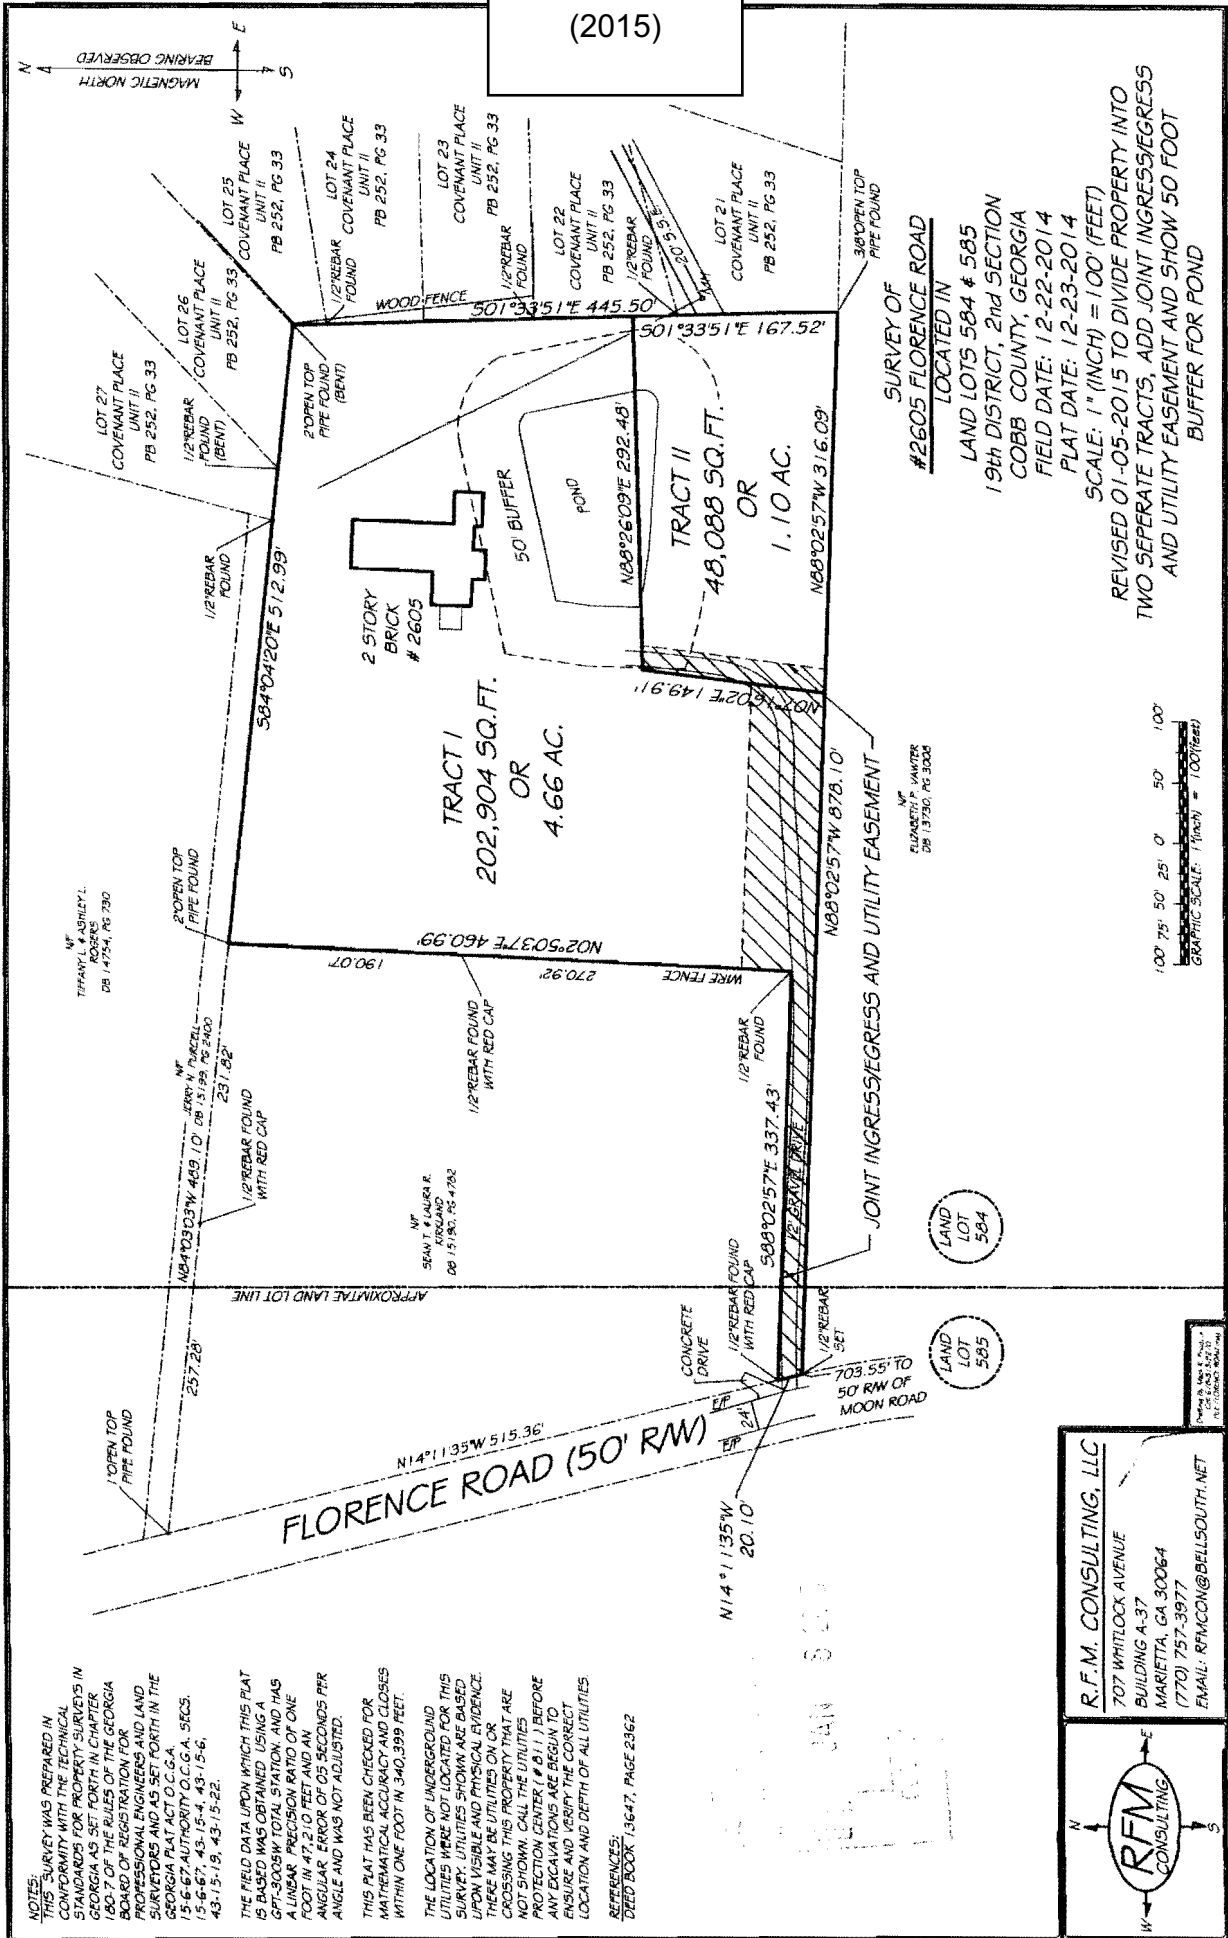 (2015)
NOTES:
THIS SURVEY WAS PREPARED IN
CONFORMITY WITH THE TECHNICAL
STANDARDS FOR PROPERTY SURVEYS IN
GEORGIA AS SET FORTH IN CHAPTER
180-7 OF THE RULES OF THE GEORGIA
BOARD OF REGISTRATION FOR
PROFESSIONAL ENGINEERS AND LAND
SURVEYORS AND AS SET FORTH IN THE
GEORGIA PLAT ACT O.C.G.A.
15-6-67. AUTHORITY O.C.G.A. SECS.
15-6-67, 43-15-4, 43-15-6,
43-15-19, 43-15-22.
THE FIELD DATA UPON WHICH THIS PLAT
IS BASED WAS OBTAINED USING A
GPT-3005W TOTAL STATION. AND HAS
A LINEAR PRECISION RATIO OF ONE
FOOT IN 47,210 FEET AND AN
ANGULAR ERROR OF 05 SECONDS PER
ANGLE AND WAS NOT ADJUSTED.
THIS PLAT HAS BEEN CHECKED FOR
MATHEMATICAL ACCURACY AND CLOSES
WITHIN ONE FOOT IN 340,399 FEET.
THE LOCATION OF UNDERGROUND
UTILITIES WERE NOT LOCATED FOR THIS
SURVEY. UTILITIES SHOWN ARE BASED
UPON VISIBLE AND PHYSICAL EVIDENCE.
THERE MAY BE UTILITIES ON OR
CROSSING THIS PROPERTY THAT ARE
NOT SHOWN. CALL THE UTILITIES
PROTECTION CENTER (#811) BEFORE
ANY EXCAVATIONS ARE BEGUN TO
ENSURE AND VERIFY THE CORRECT
LOCATION AND DEPTH OF ALL UTILITIES.
REFERENCES:
DEED BOOK 13647, PAGE 2362
N
S
W
E
MAGNETIC NORTH
BEARING OBSERVED
1"OPEN TOP
PIPE FOUND
257.28'
N84°03'03"W 489.10'
231.82'
N/F
JERRY N. PURCELL
DB 15199, PG 2400
1/2"REBAR FOUND
WITH RED CAP
N/F
TIFFANY L. & ASHLEY L.
ROGERS
DB 14754, PG 730
2"OPEN TOP
PIPE FOUND
S84°04'20"E 512.99'
1/2"REBAR
FOUND
LOT 27
COVENANT PLACE
UNIT II
PB 252, PG 33
1/2"REBAR
FOUND
(BENT)
LOT 26
COVENANT PLACE
UNIT II
PB 252, PG 33
LOT 25
COVENANT PLACE
UNIT II
PB 252, PG 33
2"OPEN TOP
PIPE FOUND
(BENT)
1/2"REBAR
FOUND
LOT 24
COVENANT PLACE
UNIT II
PB 252, PG 33
WOOD FENCE
1/2"REBAR
FOUND
LOT 23
COVENANT PLACE
UNIT II
PB 252, PG 33
S01°33'51"E 445.50'
LOT 22
COVENANT PLACE
UNIT II
PB 252, PG 33
1/2"REBAR
FOUND
20' S.S.E.
M.H.
LOT 21
COVENANT PLACE
UNIT II
PB 252, PG 33
S01°33'51"E 167.52'
3/8"OPEN TOP
PIPE FOUND
APPROXIMTAE LAND LOT LINE
N/F
SEAN T. & LAURA R.
KIRKLAND
DB 15190, PG 4782
1/2"REBAR FOUND
WITH RED CAP
190.07'
N02°50'37"E 460.99'
270.92'
WIRE FENCE
TRACT I
202,904 SQ.FT.
OR
4.66 AC.
2 STORY
BRICK
# 2605
50' BUFFER
POND
N88°26'09"E 292.48'
TRACT II
48,088 SQ.FT.
OR
1.10 AC.
N88°02'57"W 316.09'
N07°16'02"E 149.91'
N14°11'35"W 515.36'
FLORENCE ROAD (50' R/W)
E/P
24'
E/P
N14°11'35"W
20.10'
CONCRETE
DRIVE
1/2"REBAR FOUND
WITH RED CAP
1/2"REBAR
SET
703.55' TO
50' R/W OF
MOON ROAD
S88°02'57"E 337.43'
12' GRAVEL DRIVE
1/2"REBAR
FOUND
N88°02'57"W 878.10'
JOINT INGRESS/EGRESS AND UTILITY EASEMENT
N/F
ELIZABETH P. VAWTER
DB 13730, PG 3008
LAND
LOT
585
LAND
LOT
584
SURVEY OF
#2605 FLORENCE ROAD
LOCATED IN
LAND LOTS 584 & 585
19th DISTRICT, 2nd SECTION
COBB COUNTY, GEORGIA
FIELD DATE: 12-22-2014
PLAT DATE: 12-23-2014
SCALE: 1"(INCH) = 100' (FEET)
REVISED 01-05-2015 TO DIVIDE PROPERTY INTO
TWO SEPERATE TRACTS, ADD JOINT INGRESS/EGRESS
AND UTILITY EASEMENT AND SHOW 50 FOOT
BUFFER FOR POND
100' 75' 50' 25' 0' 50' 100'
GRAPHIC SCALE: 1"(inch) = 100'(feet)
N
W
E
S
RFM
CONSULTING
R.F.M. CONSULTING, LLC
707 WHITLOCK AVENUE
BUILDING A-37
MARIETTA, GA 30064
(770) 757-3977
EMAIL: RFMCON@BELLSOUTH.NET
JAN